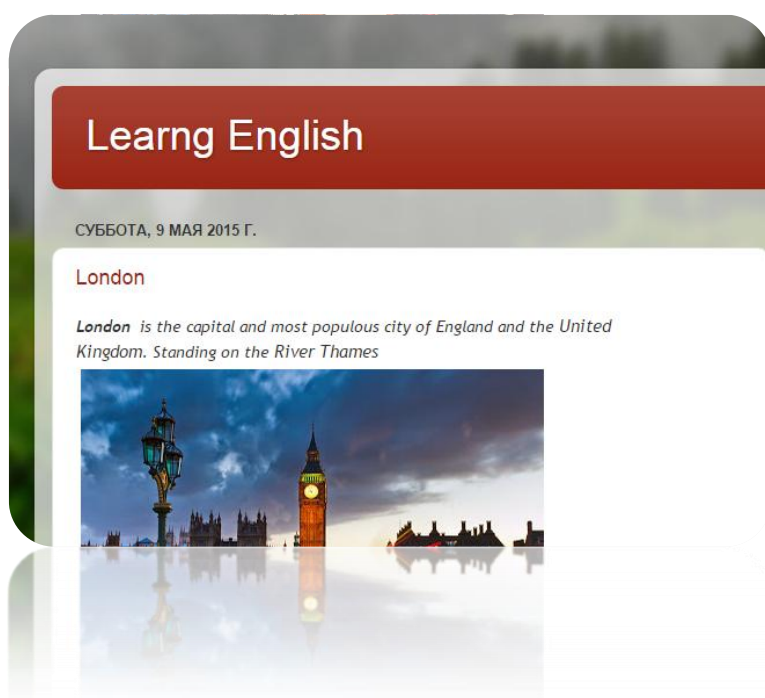 Learng English
СУББОТА, 9 МАЯ 2015 Г.
London
London is the capital and most populous city of England and the United
Kingdom. Standing on the River Thames